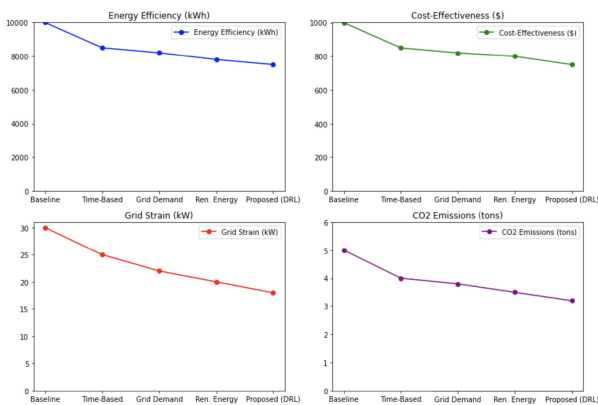 Energy Efficiency (kWh)
10000
8000
6000
4000
2000
0
Energy Efficiency (kWh)
Baseline Time-Based Grid Demand Ren. Energy Proposed (DRL)
Cost-Effectiveness ($)
1000
800
600
400
200
0
Cost-Effectiveness ($)
Baseline Time-Based Grid Demand Ren. Energy Proposed (DRL)
Grid Strain (kW)
30
25
20
15
10
5
0
Grid Strain (kW)
Baseline Time-Based Grid Demand Ren. Energy Proposed (DRL)
CO2 Emissions (tons)
6
5
4
3
2
1
0
CO2 Emissions (tons)
Baseline Time-Based Grid Demand Ren. Energy Proposed (DRL)